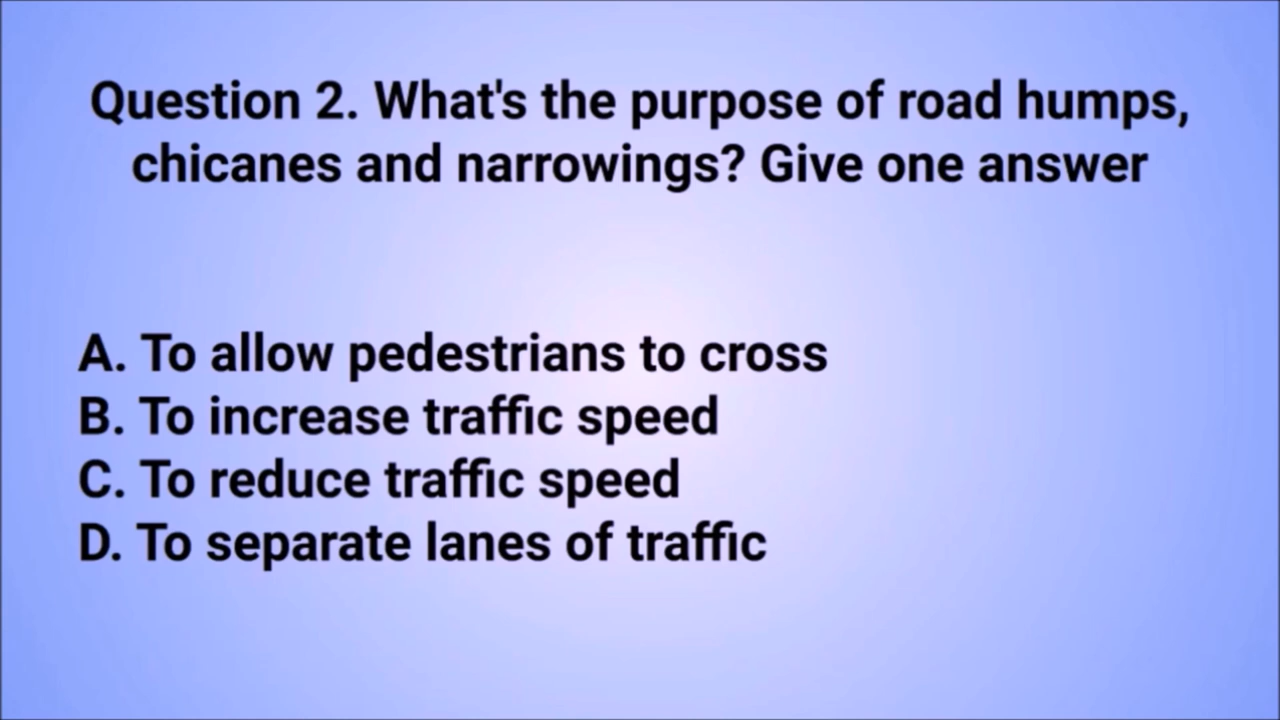 Question 2. What's the purpose of road humps,
chicanes and narrowings? Give one answer
A. To allow pedestrians to cross
B. To increase traffic speed
C. To reduce traffic speed
D. To separate lanes of traffic